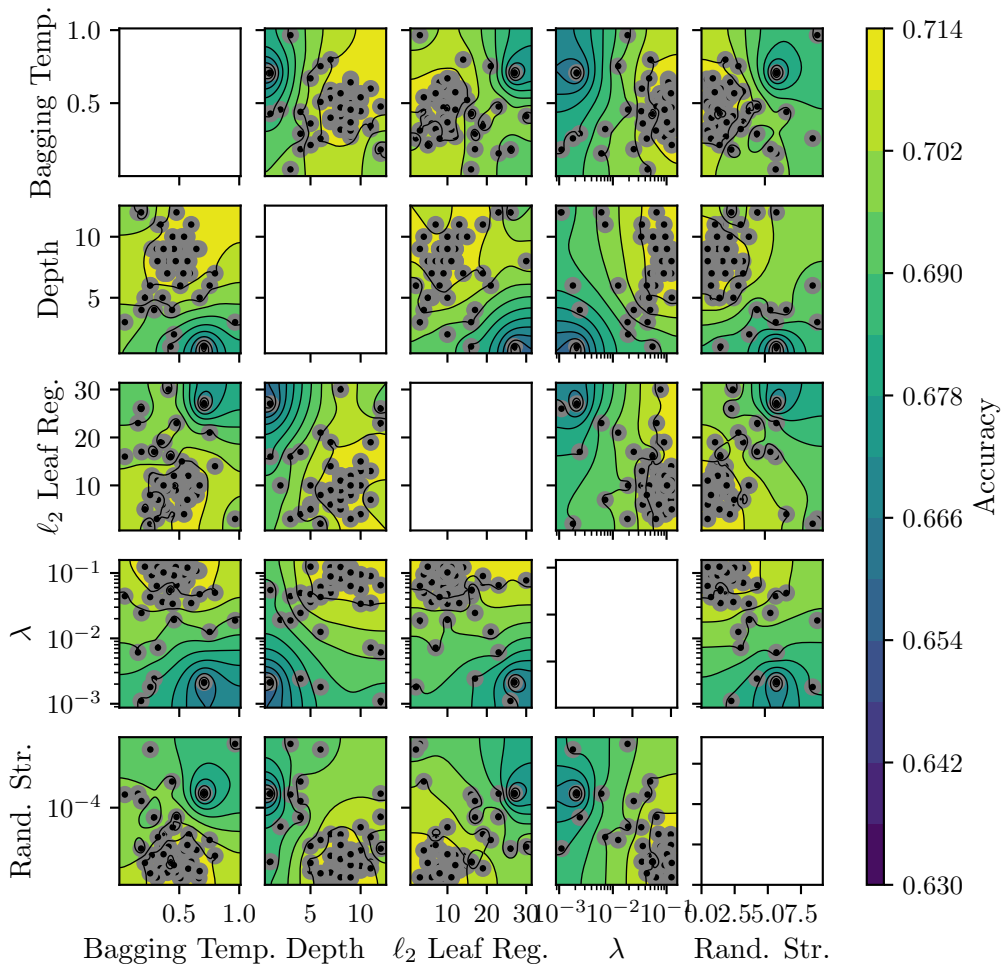 Bagging Temp.
1.0
0.5
Depth
10
5
ℓ2 Leaf Reg.
30
20
10
λ
10−1
10−2
10−3
Rand. Str.
10−4
0.5 1.0
5 10
10 20 30
10−3 10−2 10−1
0.02.55.07.5
Bagging Temp. Depth ℓ2 Leaf Reg. λ Rand. Str.
0.714
0.702
0.690
0.678
0.666
0.654
0.642
0.630
Accuracy